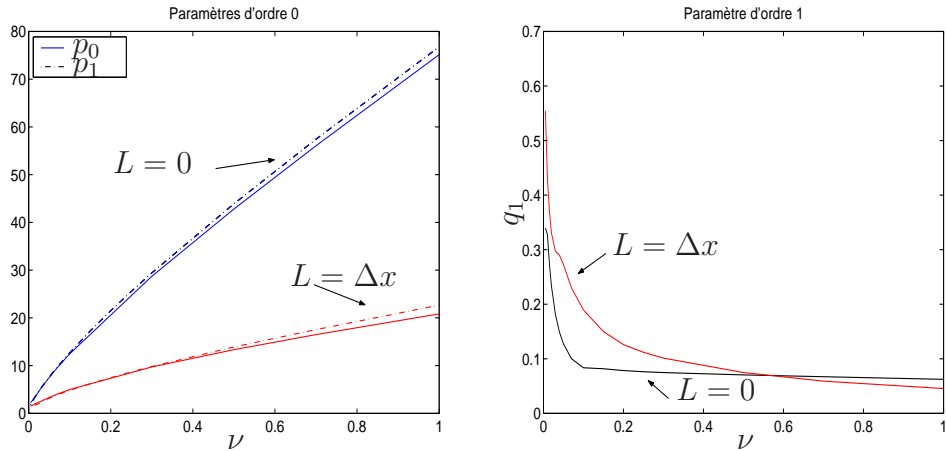 Paramètres d'ordre 0
80
70
60
50
40
30
20
10
0
p₀
p₁
L = 0
L = Δx
0 0.2 0.4 0.6 0.8 1
ν
Paramètre d'ordre 1
0.7
0.6
0.5
0.4
0.3
0.2
0.1
0
q₁
L = Δx
L = 0
0 0.2 0.4 0.6 0.8 1
ν